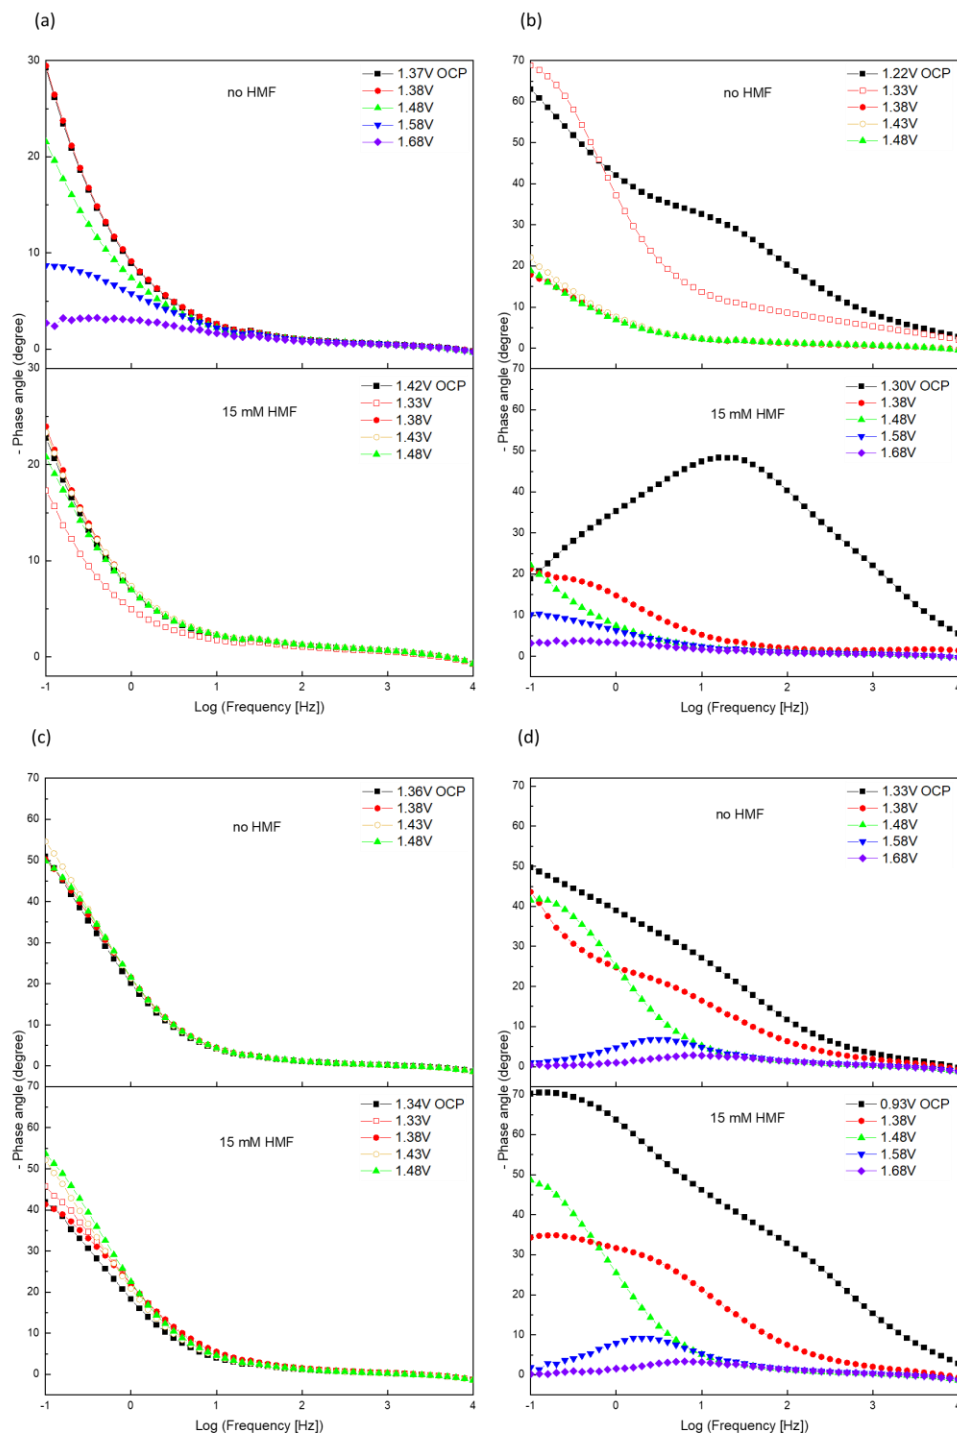 (a)
30
20
10
0
no HMF
1.37V OCP
1.38V
1.48V
1.58V
1.68V
30
20
10
0
15 mM HMF
1.42V OCP
1.33V
1.38V
1.43V
1.48V
- Phase angle (degree)
-1 0 1 2 3 4
Log (Frequency [Hz])
(b)
70
60
50
40
30
20
10
0
no HMF
1.22V OCP
1.33V
1.38V
1.43V
1.48V
70
60
50
40
30
20
10
0
15 mM HMF
1.30V OCP
1.38V
1.48V
1.58V
1.68V
- Phase angle (degree)
-1 0 1 2 3 4
Log (Frequency [Hz])
(c)
70
60
50
40
30
20
10
0
no HMF
1.36V OCP
1.38V
1.43V
1.48V
70
60
50
40
30
20
10
0
15 mM HMF
1.34V OCP
1.33V
1.38V
1.43V
1.48V
- Phase angle (degree)
-1 0 1 2 3 4
Log (Frequency [Hz])
(d)
70
60
50
40
30
20
10
0
no HMF
1.33V OCP
1.38V
1.48V
1.58V
1.68V
70
60
50
40
30
20
10
0
15 mM HMF
0.93V OCP
1.38V
1.48V
1.58V
1.68V
- Phase angle (degree)
-1 0 1 2 3 4
Log (Frequency [Hz])